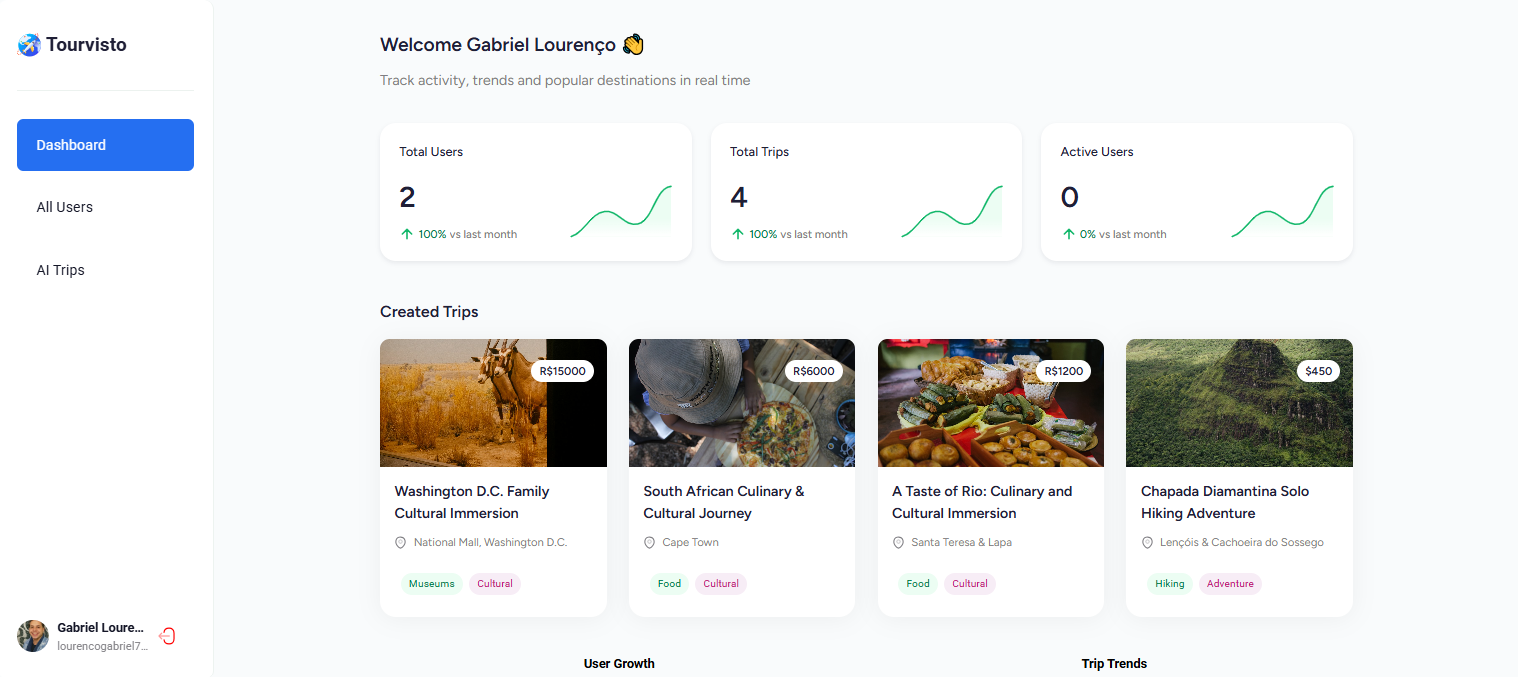 Tourvisto
Dashboard
All Users
AI Trips
Gabriel Loure...
lourencogabriel7...
Welcome Gabriel Lourenço 👋
Track activity, trends and popular destinations in real time
Total Users
2
100% vs last month
Total Trips
4
100% vs last month
Active Users
0
0% vs last month
Created Trips
R$15000
Washington D.C. Family
Cultural Immersion
National Mall, Washington D.C.
Museums Cultural
R$6000
South African Culinary &
Cultural Journey
Cape Town
Food Cultural
R$1200
A Taste of Rio: Culinary and
Cultural Immersion
Santa Teresa & Lapa
Food Cultural
$450
Chapada Diamantina Solo
Hiking Adventure
Lençóis & Cachoeira do Sossego
Hiking Adventure
User Growth
Trip Trends